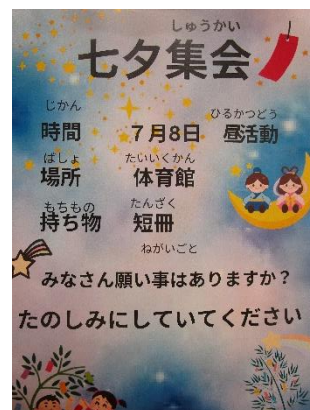 しゅうかい
七夕集会
じかん ひるかつどう
時間 7月8日 昼活動
ばしょ たいいくかん
場所 体育館
もちもの たんざく
持ち物 短冊
ねがいごと
みなさん願い事はありますか？
たのしみにしていてください